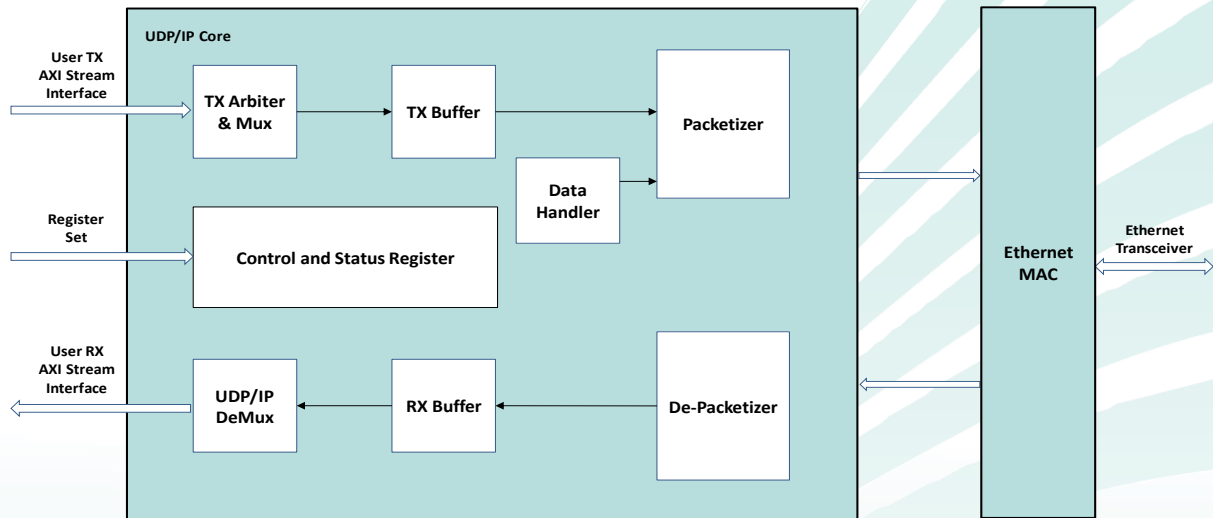 UDP/IP Core
User TX
AXI Stream
Interface
TX Arbiter
& Mux
TX Buffer
Packetizer
Data
Handler
Register
Set
Control and Status Register
Ethernet
MAC
Ethernet
Transceiver
User RX
AXI Stream
Interface
UDP/IP
DeMux
RX Buffer
De-Packetizer